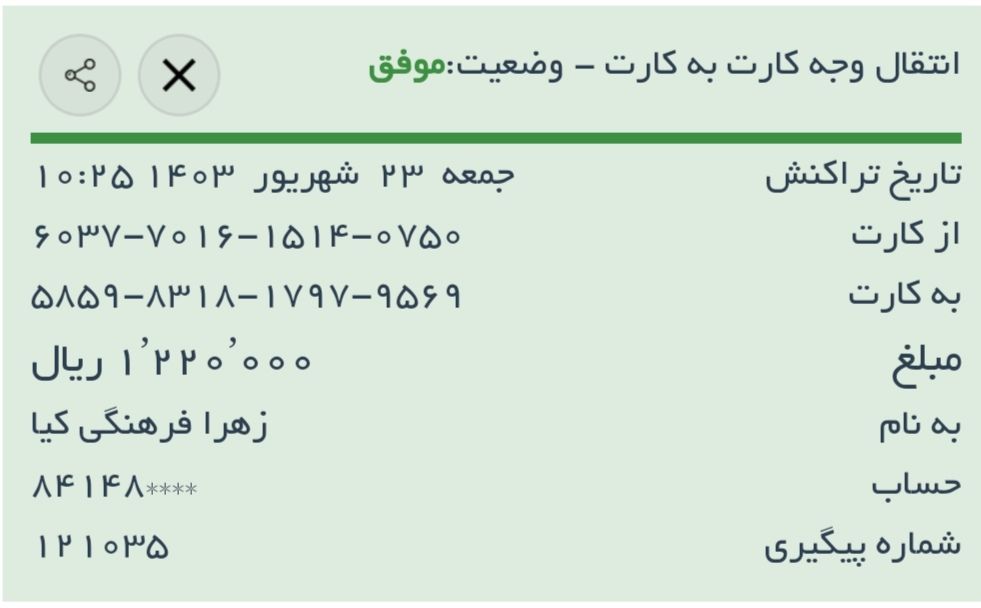 انتقال وجه کارت به کارت – وضعیت:موفق
تاریخ تراکنش جمعه ۲۳ شهریور ۱۴۰۳ ۱۰:۲۵
از کارت ۶۰۳۷-۷۰۱۶-۱۵۱۴-۰۷۵۰
به کارت ۵۸۵۹-۸۳۱۸-۱۷۹۷-۹۵۶۹
مبلغ ۱٬۲۲۰٬۰۰۰ ریال
به نام زهرا فرهنگی کیا
حساب ۸۴۱۴۸****
شماره پیگیری ۱۲۱۰۳۵